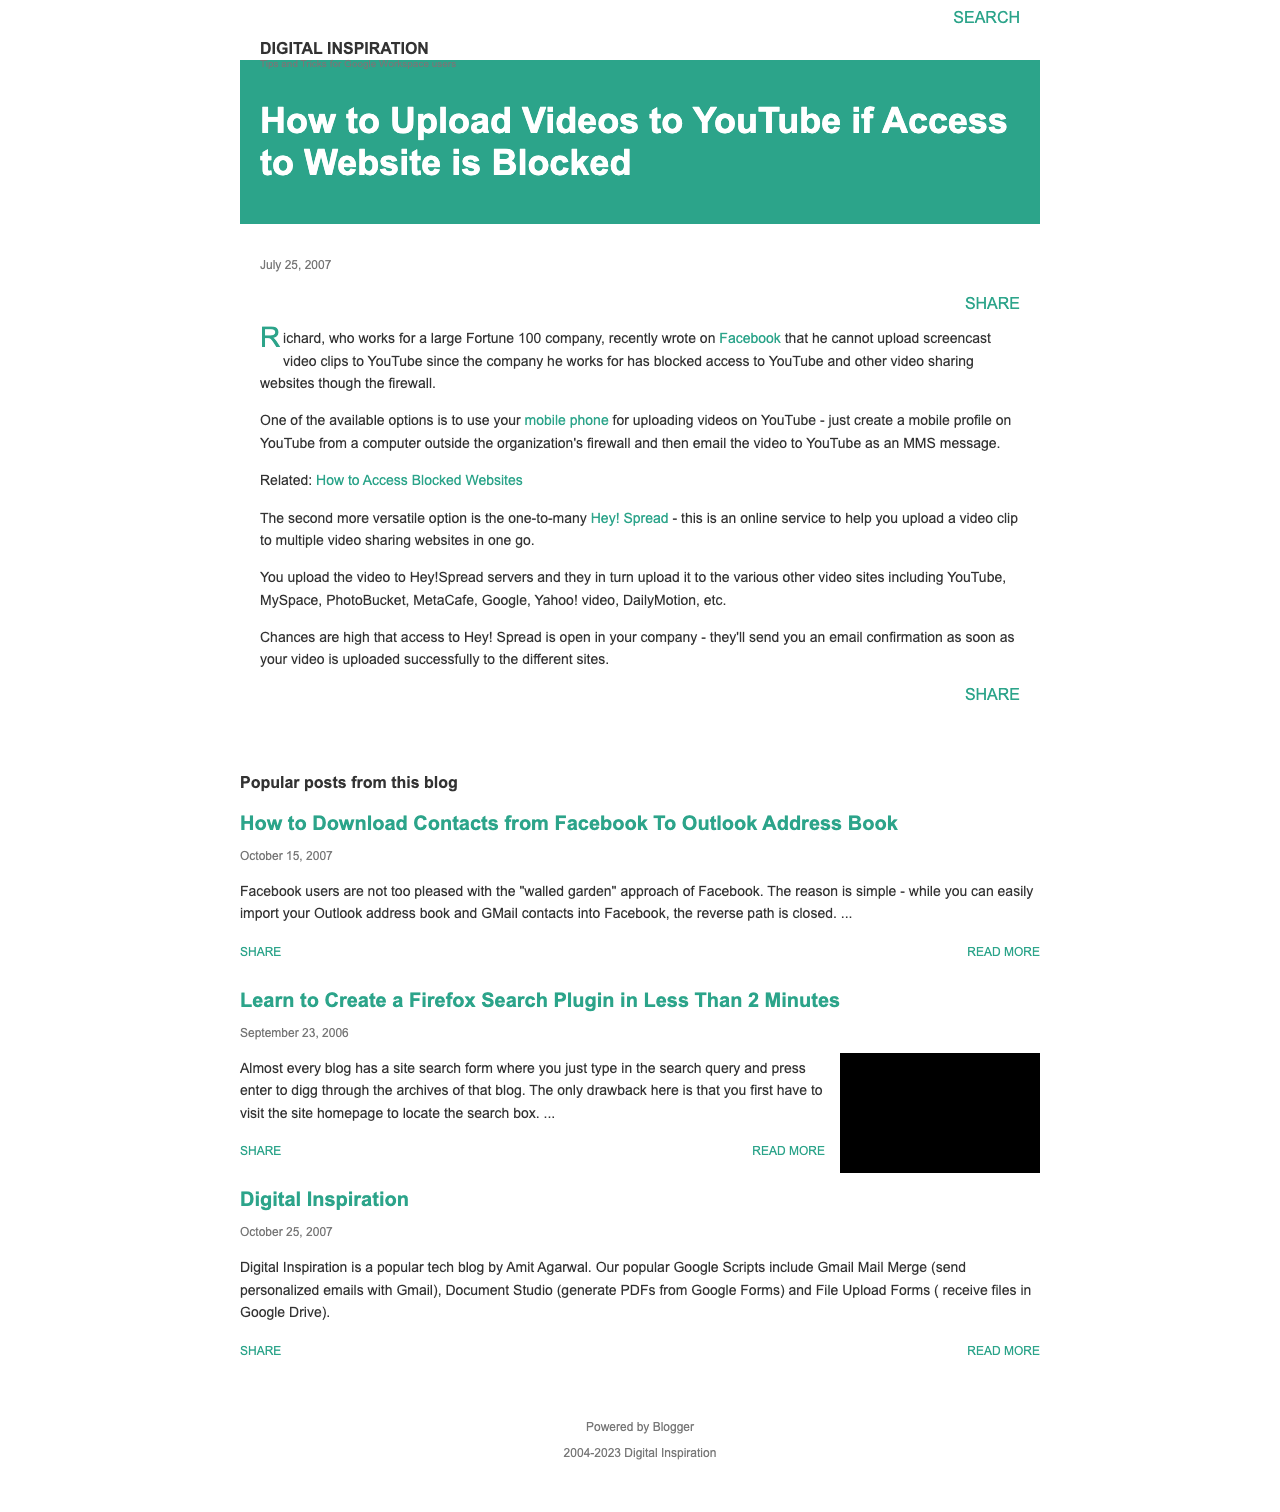 SEARCH
DIGITAL INSPIRATION
How to Upload Videos to YouTube if Access
to Website is Blocked
July 25, 2007
SHARE
Richard, who works for a large Fortune 100 company, recently wrote on Facebook that he cannot upload screencast
video clips to YouTube since the company he works for has blocked access to YouTube and other video sharing
websites though the firewall.
One of the available options is to use your mobile phone for uploading videos on YouTube - just create a mobile profile on
YouTube from a computer outside the organization's firewall and then email the video to YouTube as an MMS message.
Related: How to Access Blocked Websites
The second more versatile option is the one-to-many Hey! Spread - this is an online service to help you upload a video clip
to multiple video sharing websites in one go.
You upload the video to Hey!Spread servers and they in turn upload it to the various other video sites including YouTube,
MySpace, PhotoBucket, MetaCafe, Google, Yahoo! video, DailyMotion, etc.
Chances are high that access to Hey! Spread is open in your company - they'll send you an email confirmation as soon as
your video is uploaded successfully to the different sites.
SHARE
Popular posts from this blog
How to Download Contacts from Facebook To Outlook Address Book
October 15, 2007
Facebook users are not too pleased with the "walled garden" approach of Facebook. The reason is simple - while you can easily
import your Outlook address book and GMail contacts into Facebook, the reverse path is closed. ...
SHARE
READ MORE
Learn to Create a Firefox Search Plugin in Less Than 2 Minutes
September 23, 2006
Almost every blog has a site search form where you just type in the search query and press
enter to digg through the archives of that blog. The only drawback here is that you first have to
visit the site homepage to locate the search box. ...
SHARE
READ MORE
Digital Inspiration
October 25, 2007
Digital Inspiration is a popular tech blog by Amit Agarwal. Our popular Google Scripts include Gmail Mail Merge (send
personalized emails with Gmail), Document Studio (generate PDFs from Google Forms) and File Upload Forms ( receive files in
Google Drive).
SHARE
READ MORE
Powered by Blogger
2004-2023 Digital Inspiration